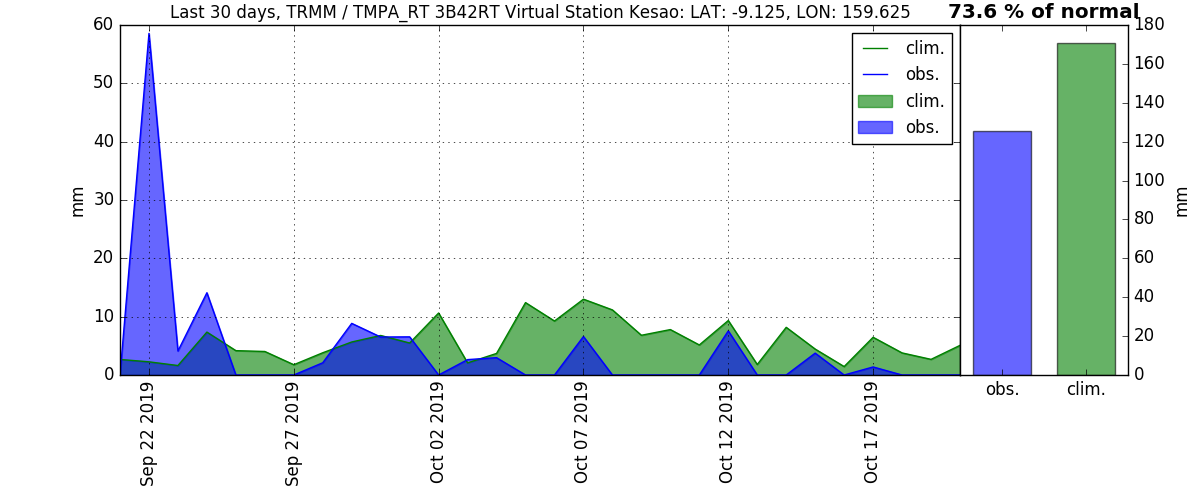 Last 30 days, TRMM / TMPA_RT 3B42RT Virtual Station Kesao: LAT: -9.125, LON: 159.625
73.6 % of normal
60
50
40
30
20
10
0
mm
clim.
obs.
clim.
obs.
Sep 22 2019
Sep 27 2019
Oct 02 2019
Oct 07 2019
Oct 12 2019
Oct 17 2019
180
160
140
120
100
80
60
40
20
0
mm
obs.
clim.